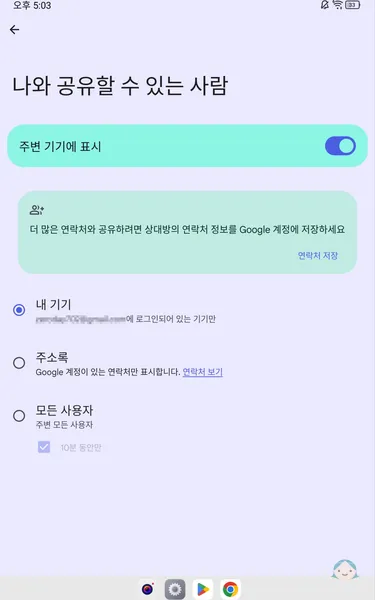 오후 5:03
나와 공유할 수 있는 사람
주변 기기에 표시
더 많은 연락처와 공유하려면 상대방의 연락처 정보를 Google 계정에 저장하세요
연락처 저장
내 기기
에 로그인되어 있는 기기만
주소록
Google 계정이 있는 연락처만 표시합니다. 연락처 보기
모든 사용자
주변 모든 사용자
10분 동안만